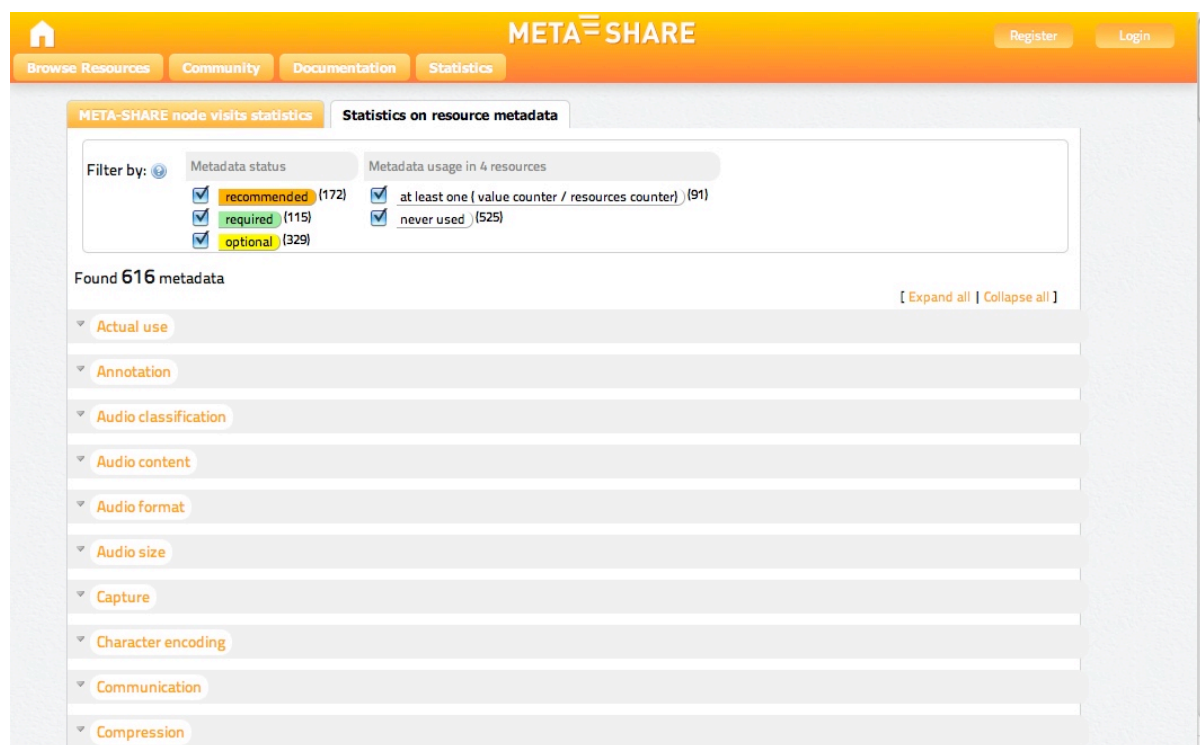 META SHARE
Register Login
Browse Resources Community Documentation Statistics
META-SHARE node visits statistics Statistics on resource metadata
Filter by: Metadata status Metadata usage in 4 resources
recommended (172) at least one ( value counter / resources counter) (91)
required (115) never used (525)
optional (329)
Found 616 metadata
[ Expand all | Collapse all ]
Actual use
Annotation
Audio classification
Audio content
Audio format
Audio size
Capture
Character encoding
Communication
Compression